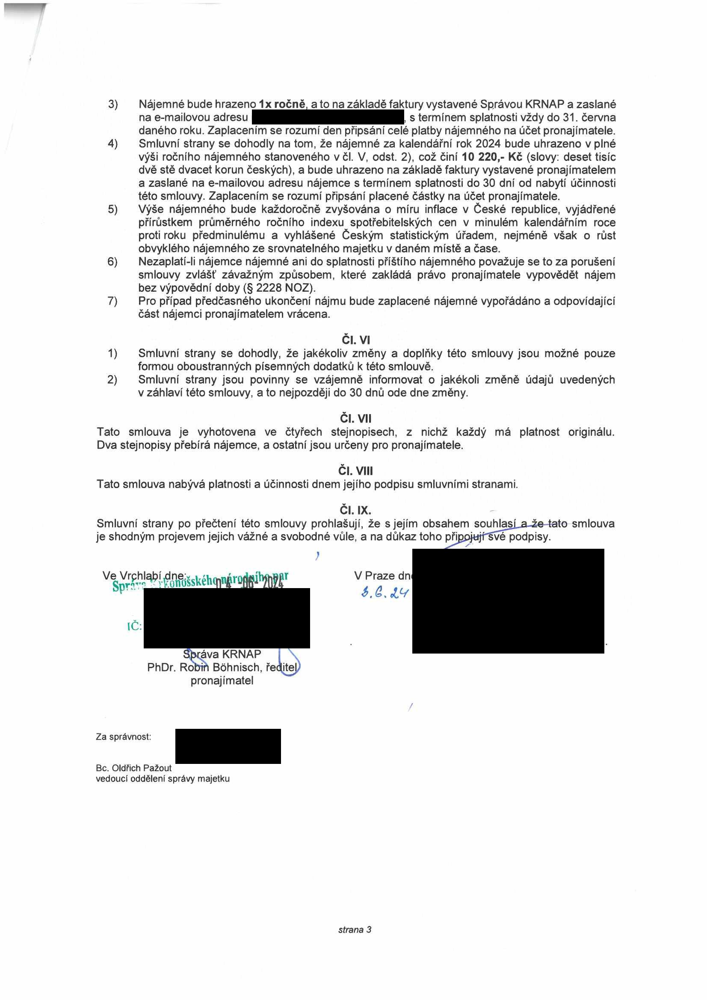 3) Nájemné bude hrazeno 1x ročně, a to na základě faktury vystavené Správou KRNAP a zaslané
na e-mailovou adresu , s termínem splatnosti vždy do 31. června
daného roku. Zaplacením se rozumí den připsání celé platby nájemného na účet pronajímatele.
4) Smluvní strany se dohodly na tom, že nájemné za kalendářní rok 2024 bude uhrazeno v plné
výši ročního nájemného stanoveného v čl. V, odst. 2), což činí 10 220,- Kč (slovy: deset tisíc
dvě stě dvacet korun českých), a bude uhrazeno na základě faktury vystavené pronajímatelem
a zaslané na e-mailovou adresu nájemce s termínem splatnosti do 30 dní od nabytí účinnosti
této smlouvy. Zaplacením se rozumí připsání placené částky na účet pronajímatele.
5) Výše nájemného bude každoročně zvyšována o míru inflace v České republice, vyjádřené
přírůstkem průměrného ročního indexu spotřebitelských cen v minulém kalendářním roce
proti roku předminulému a vyhlášené Českým statistickým úřadem, nejméně však o růst
obvyklého nájemného ze srovnatelného majetku v daném místě a čase.
6) Nezaplatí-li nájemce nájemné ani do splatnosti příštího nájemného považuje se to za porušení
smlouvy zvlášť závažným způsobem, které zakládá právo pronajímatele vypovědět nájem
bez výpovědní doby (§ 2228 NOZ).
7) Pro případ předčasného ukončení nájmu bude zaplacené nájemné vypořádáno a odpovídající
část nájemci pronajímatelem vrácena.
Čl. VI
1) Smluvní strany se dohodly, že jakékoliv změny a doplňky této smlouvy jsou možné pouze
formou oboustranných písemných dodatků k této smlouvě.
2) Smluvní strany jsou povinny se vzájemně informovat o jakékoli změně údajů uvedených
v záhlaví této smlouvy, a to nejpozději do 30 dnů ode dne změny.
Čl. VII
Tato smlouva je vyhotovena ve čtyřech stejnopisech, z nichž každý má platnost originálu.
Dva stejnopisy přebírá nájemce, a ostatní jsou určeny pro pronajímatele.
Čl. VIII
Tato smlouva nabývá platnosti a účinnosti dnem jejího podpisu smluvními stranami.
Čl. IX.
Smluvní strany po přečtení této smlouvy prohlašují, že s jejím obsahem souhlasí a že tato smlouva
je shodným projevem jejich vážné a svobodné vůle, a na důkaz toho připojují své podpisy.
Ve Vrchlabí dne:
Správa Krkonošského národního par
04 -06- 2024
IČ:
Správa KRNAP
PhDr. Robin Böhnisch, ředitel
pronajímatel
V Praze dn
3.6.24
Za správnost:
Bc. Oldřich Pažout
vedoucí oddělení správy majetku
strana 3